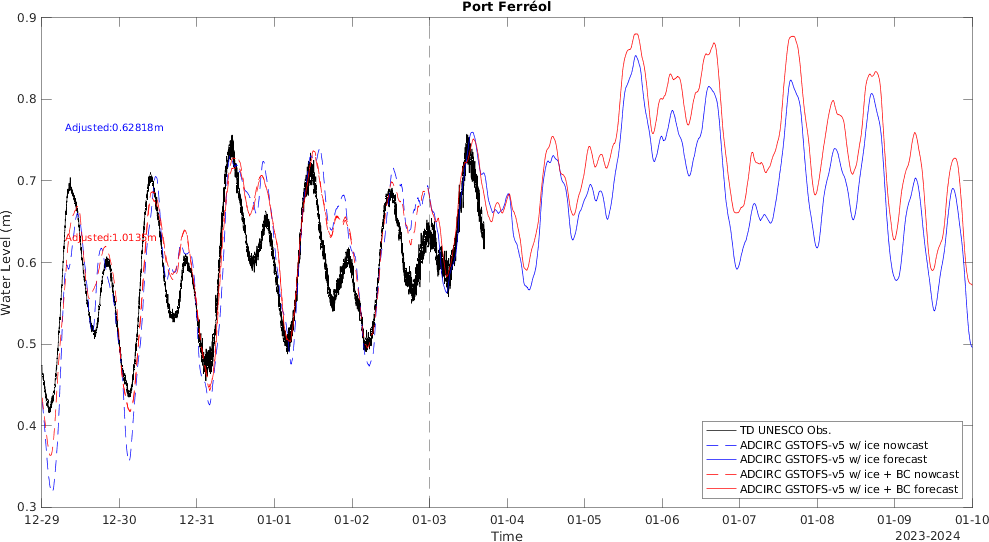 Port Ferréol
0.9
0.8
0.7
0.6
0.5
0.4
0.3
Water Level (m)
Adjusted:0.62818m
Adjusted:1.0135m
TD UNESCO Obs.
ADCIRC GSTOFS-v5 w/ ice nowcast
ADCIRC GSTOFS-v5 w/ ice forecast
ADCIRC GSTOFS-v5 w/ ice + BC nowcast
ADCIRC GSTOFS-v5 w/ ice + BC forecast
12-29 12-30 12-31 01-01 01-02 01-03 01-04 01-05 01-06 01-07 01-08 01-09 01-10
Time
2023-2024